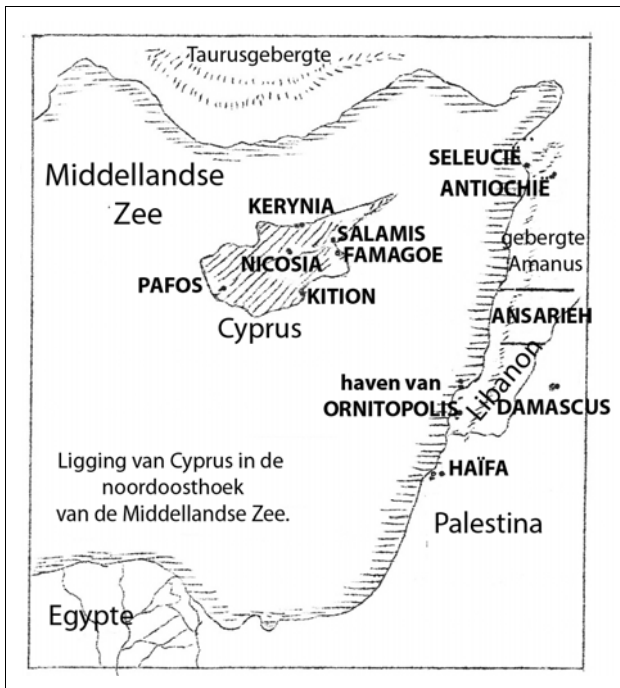 Taurusgebergte
Middellandse
Zee
SELEUCIË
ANTIOCHIË
KERYNIA
SALAMIS
FAMAGOE
NICOSIA
gebergte
Amanus
PAFOS
KITION
Cyprus
ANSARIEH
Libanon
haven van
ORNITOPOLIS
DAMASCUS
Ligging van Cyprus in de
noordoosthoek
van de Middellandse Zee.
HAÏFA
Palestina
Egypte